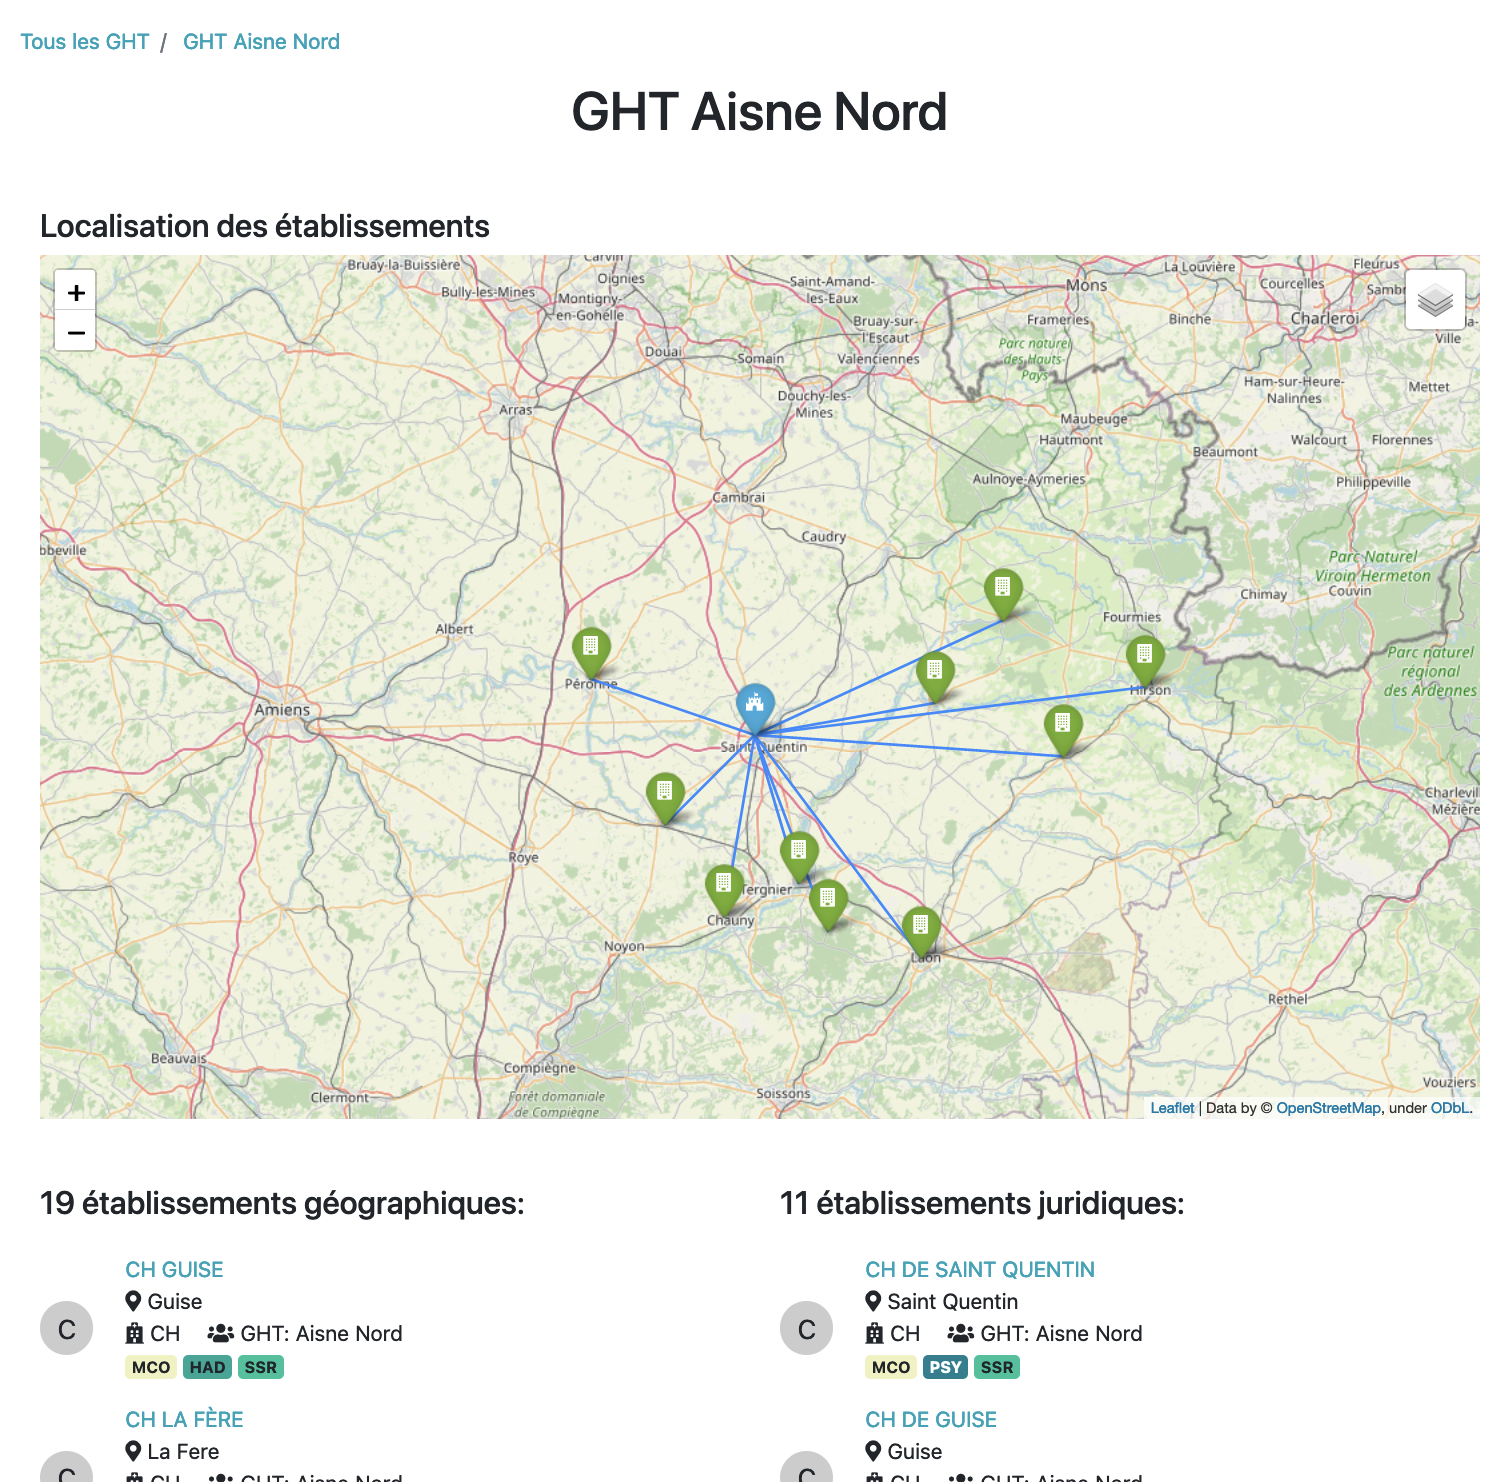 Tous les GHT / GHT Aisne Nord
GHT Aisne Nord
Localisation des établissements
+
−
Bruay-la-Buissière
Carvin
Oignies
Bully-les-Mines
Montigny-
en-Gohelle
Saint-Amand-
les-Eaux
Mons
La Louvière
Courcelles
Fleurus
Frameries
Binche
Charleroi
Ville
Bruay-sur-
l'Escaut
Valenciennes
Parc naturel
des Hauts-
Pays
Douai
Somain
Douchy-les-
Mines
Ham-sur-Heure-
Nalinnes
Mettet
Arras
Maubeuge
Hautmont
Beaumont
Walcourt
Florennes
Aulnoye-Aymeries
Philippeville
Cambrai
Caudry
bbeville
Parc Naturel
Viroin Hermeton
Couvin
Chimay
Fourmies
Albert
Parc naturel
régional
des Ardennes
Péronne
Hirson
Amiens
Saint-Quentin
Charlevil
Mézière
Roye
Tergnier
Chauny
Noyon
Laon
Rethel
Beauvais
Compiègne
Soissons
Vouziers
Clermont
Forêt domaniale
de Compiègne
Leaflet | Data by © OpenStreetMap, under ODbL.
19 établissements géographiques:
CH GUISE
C
Guise
CH GHT: Aisne Nord
MCO HAD SSR
CH LA FÈRE
C
La Fere
CH GHT: Aisne Nord
11 établissements juridiques:
CH DE SAINT QUENTIN
C
Saint Quentin
CH GHT: Aisne Nord
MCO PSY SSR
CH DE GUISE
C
Guise
CH GHT: Aisne Nord